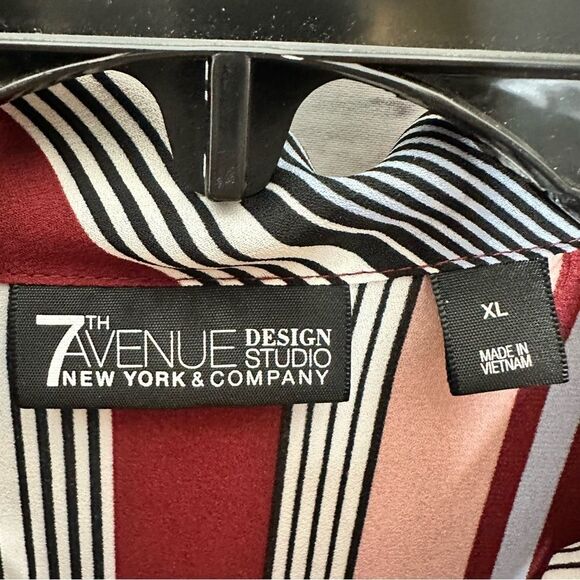 7TH AVENUE DESIGN STUDIO
NEW YORK & COMPANY
XL
MADE IN
VIETNAM